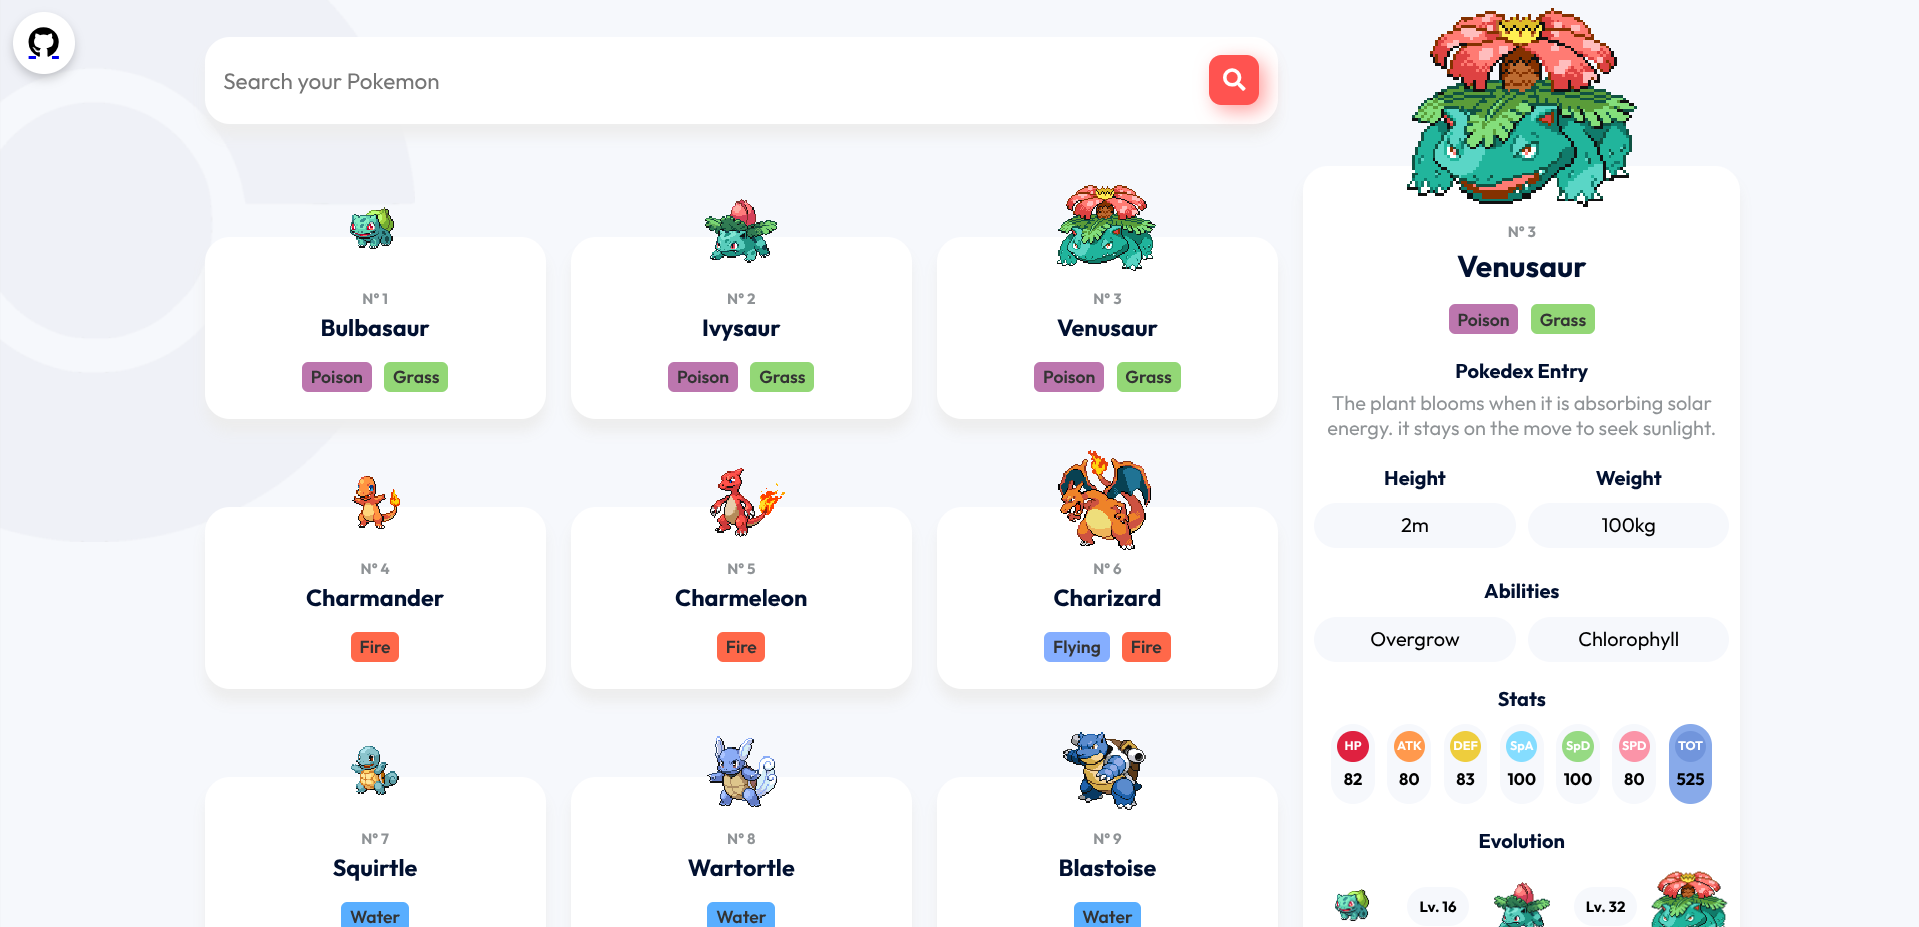 Search your Pokemon
N° 1
Bulbasaur
Poison Grass
N° 2
Ivysaur
Poison Grass
N° 3
Venusaur
Poison Grass
N° 4
Charmander
Fire
N° 5
Charmeleon
Fire
N° 6
Charizard
Flying Fire
N° 7
Squirtle
Water
N° 8
Wartortle
Water
N° 9
Blastoise
Water
N° 3
Venusaur
Poison Grass
Pokedex Entry
The plant blooms when it is absorbing solar
energy. it stays on the move to seek sunlight.
Height Weight
2m 100kg
Abilities
Overgrow Chlorophyll
Stats
HP ATK DEF SpA SpD SPD TOT
82 80 83 100 100 80 525
Evolution
Lv. 16 Lv. 32